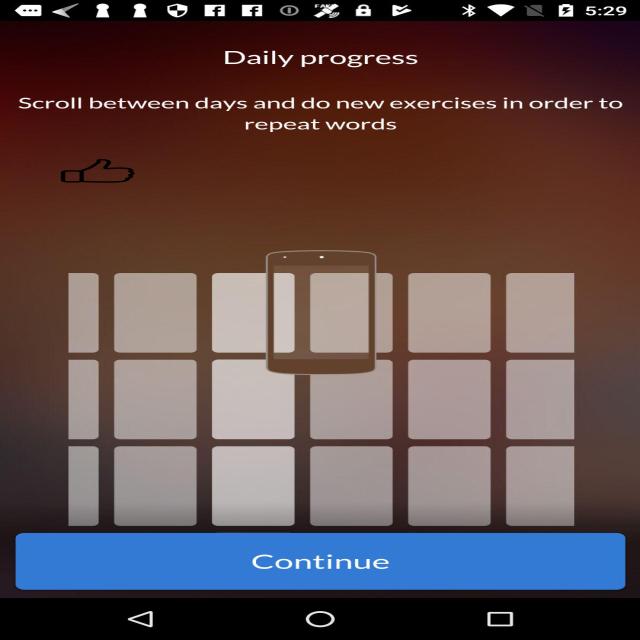 5:29
Daily progress
Scroll between days and do new exercises in order to
repeat words
Continue